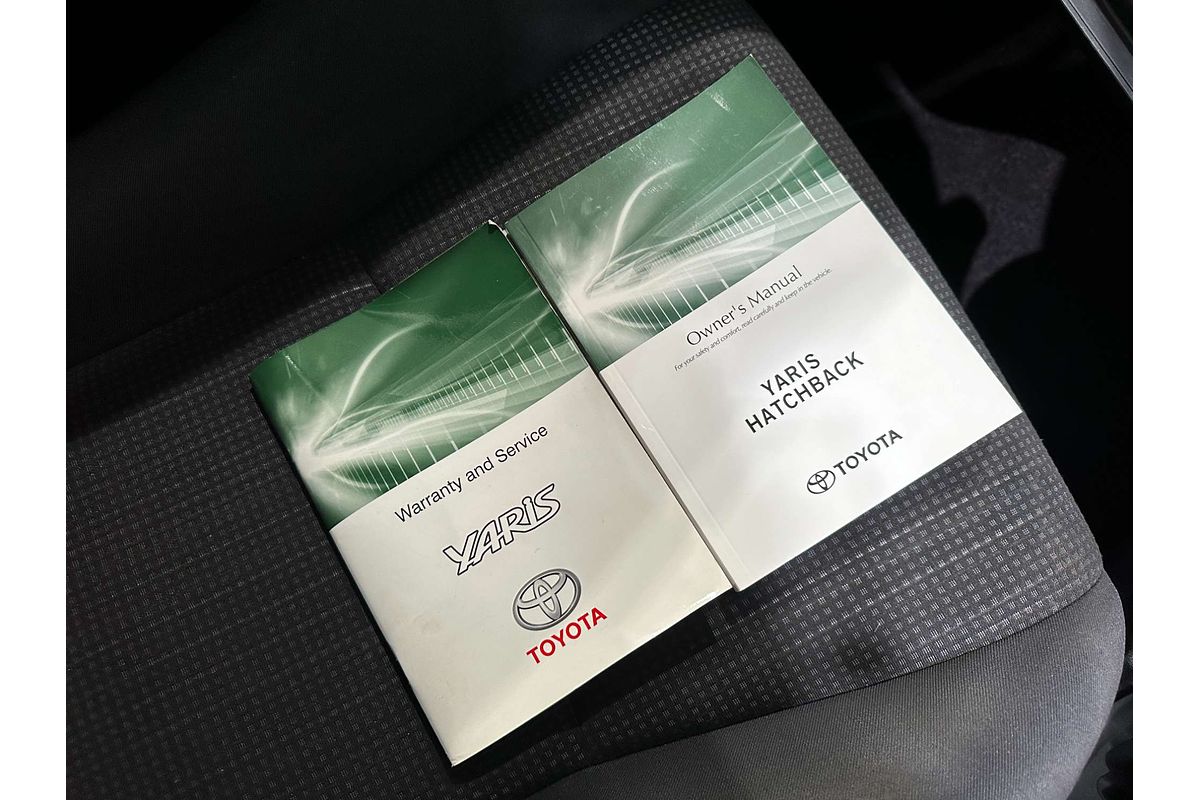 Warranty and Service
YARIS
TOYOTA
Owner's Manual
For your safety and comfort, read carefully and keep in the vehicle.
YARIS
HATCHBACK
TOYOTA